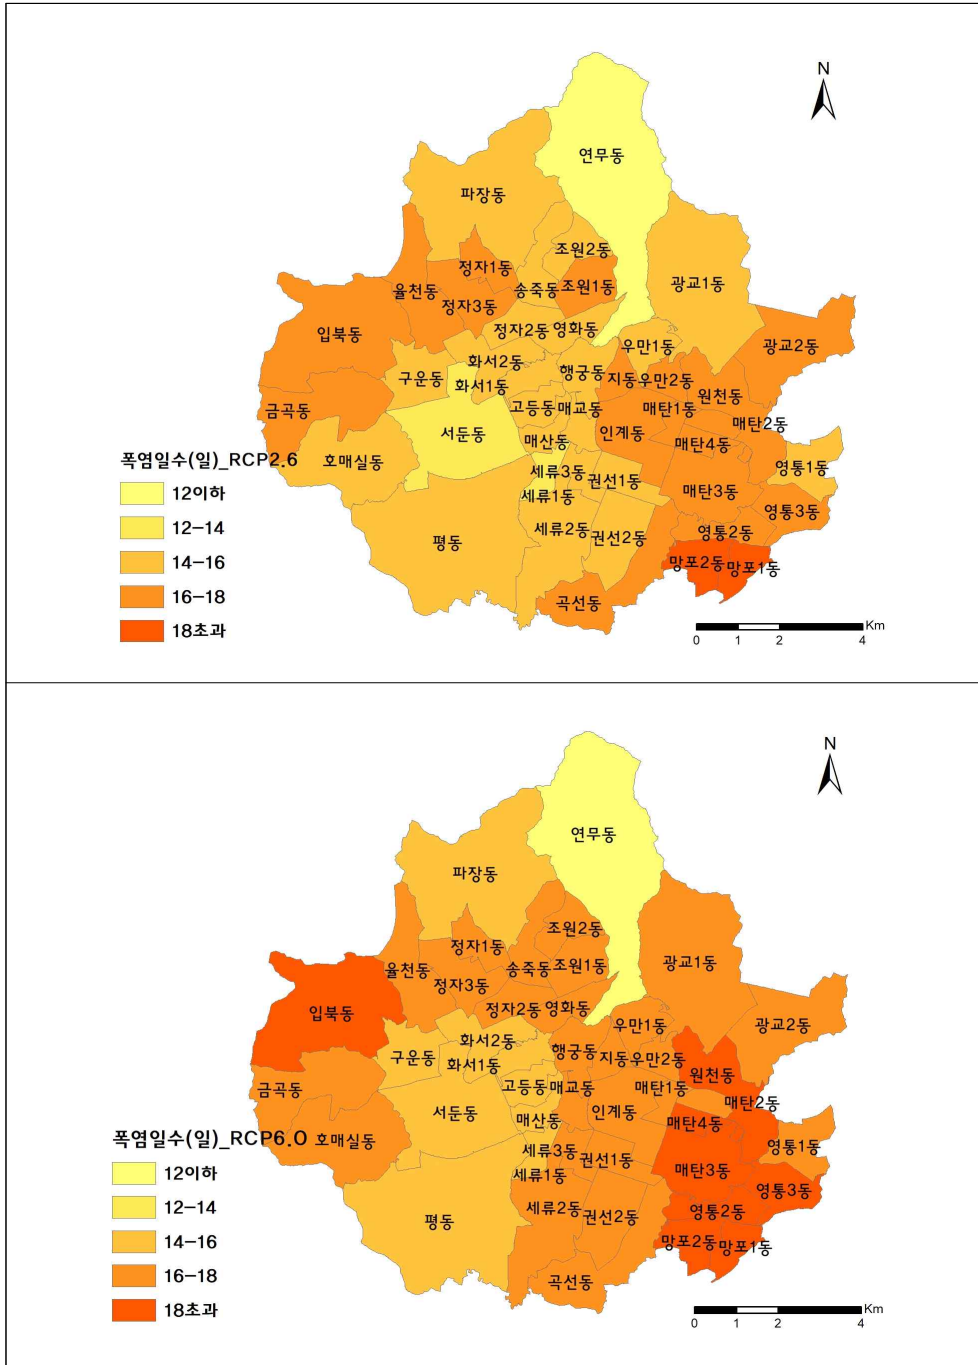 N
연무동
파장동
조원2동
정자1동
광교1동
율천동
송죽동
조원1동
정자3동
입북동
정자2동
영화동
우만1동
광교2동
화서2동
구운동
화서1동
행궁동
지동
우만2동
원천동
금곡동
고등동
매교동
매탄1동
매탄2동
서둔동
매산동
인계동
매탄4동
폭염일수(일)_RCP2.6
호매실동
세류3동
권선1동
영통1동
12이하
세류1동
매탄3동
영통3동
12-14
평동
세류2동
권선2동
영통2동
14-16
망포2동
망포1동
16-18
곡선동
18초과
Km
0 1 2 4
N
연무동
파장동
조원2동
정자1동
광교1동
율천동
송죽동
조원1동
정자3동
입북동
정자2동
영화동
우만1동
광교2동
화서2동
구운동
화서1동
행궁동
지동
우만2동
원천동
금곡동
고등동
매교동
매탄1동
매탄2동
서둔동
매산동
인계동
매탄4동
폭염일수(일)_RCP6.0
호매실동
세류3동
권선1동
영통1동
12이하
세류1동
매탄3동
영통3동
12-14
평동
세류2동
권선2동
영통2동
14-16
망포2동
망포1동
16-18
곡선동
18초과
Km
0 1 2 4